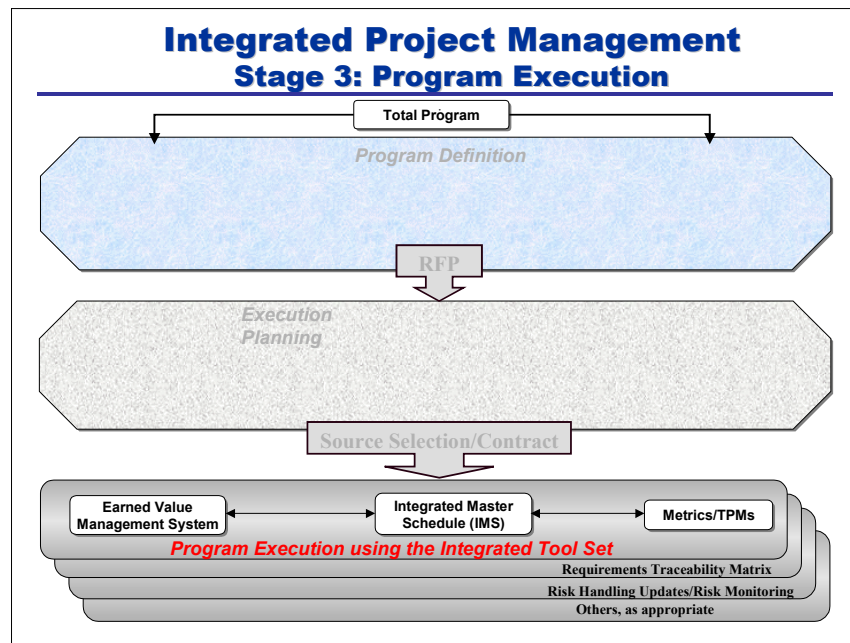 Integrated Project Management
Stage 3: Program Execution
Total Program
Program Definition
RFP
Execution
Planning
Source Selection/Contract
Earned Value
Management System
Integrated Master
Schedule (IMS)
Metrics/TPMs
Program Execution using the Integrated Tool Set
Requirements Traceability Matrix
Risk Handling Updates/Risk Monitoring
Others, as appropriate